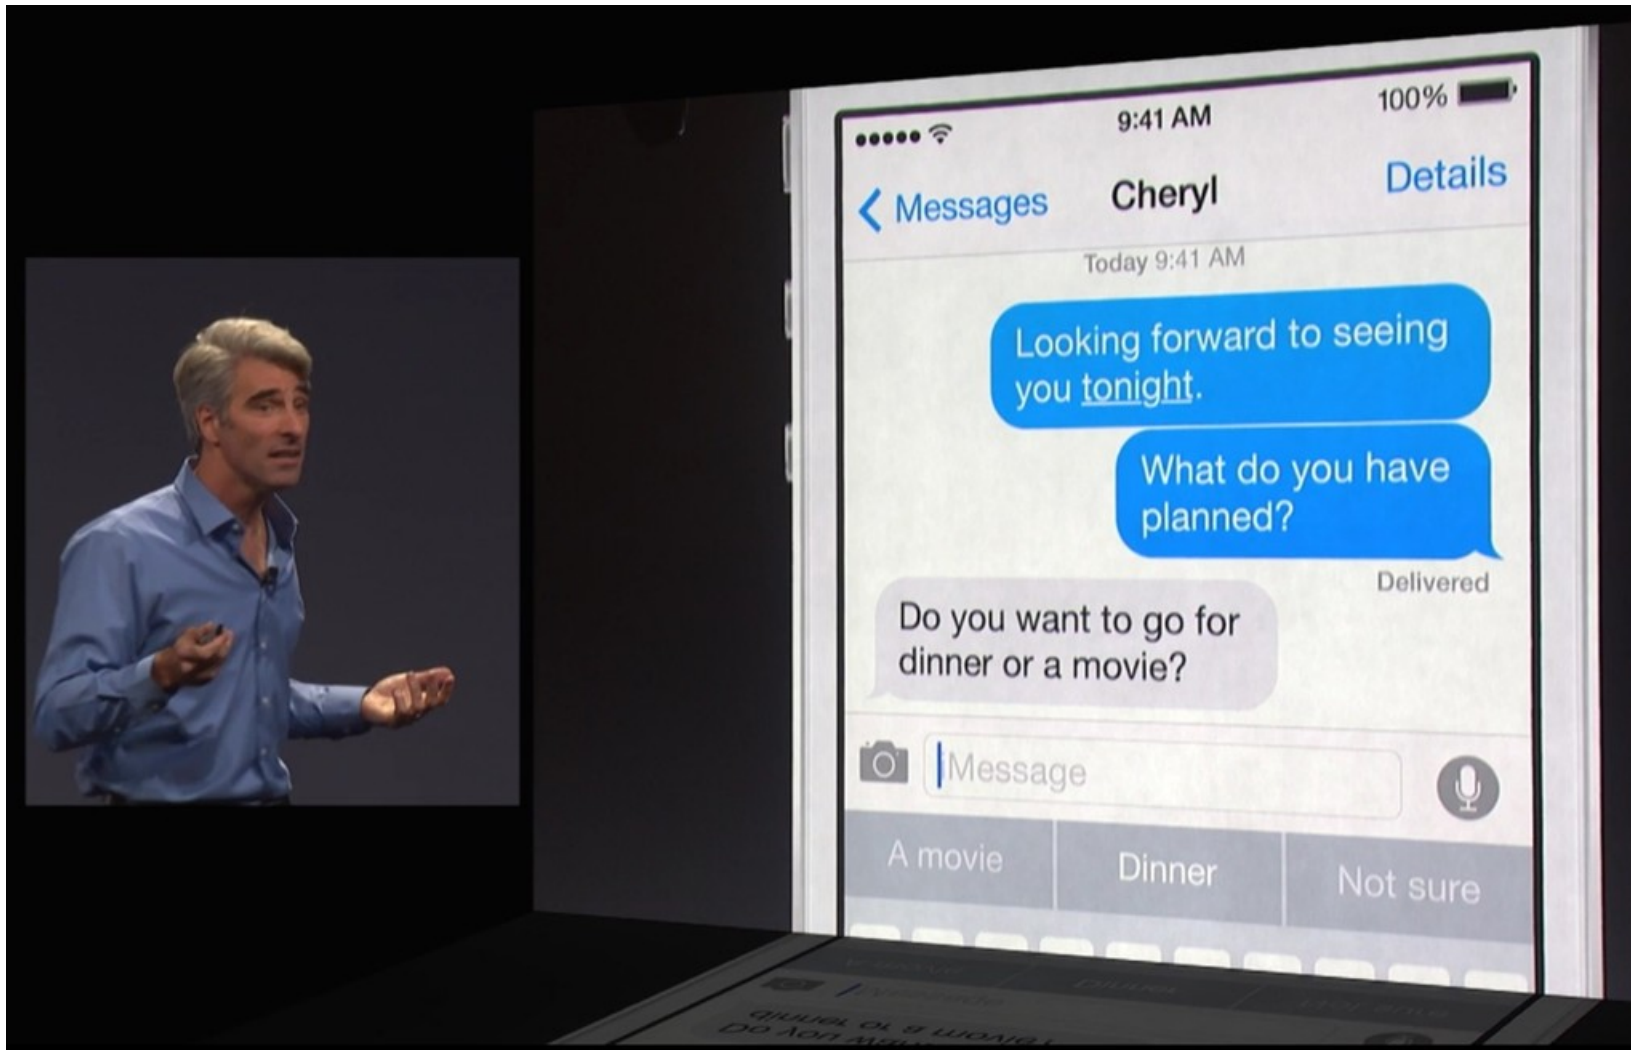 9:41 AM
100%
Messages
Cheryl
Details
Today 9:41 AM
Looking forward to seeing
you tonight.
What do you have
planned?
Delivered
Do you want to go for
dinner or a movie?
Message
A movie
Dinner
Not sure